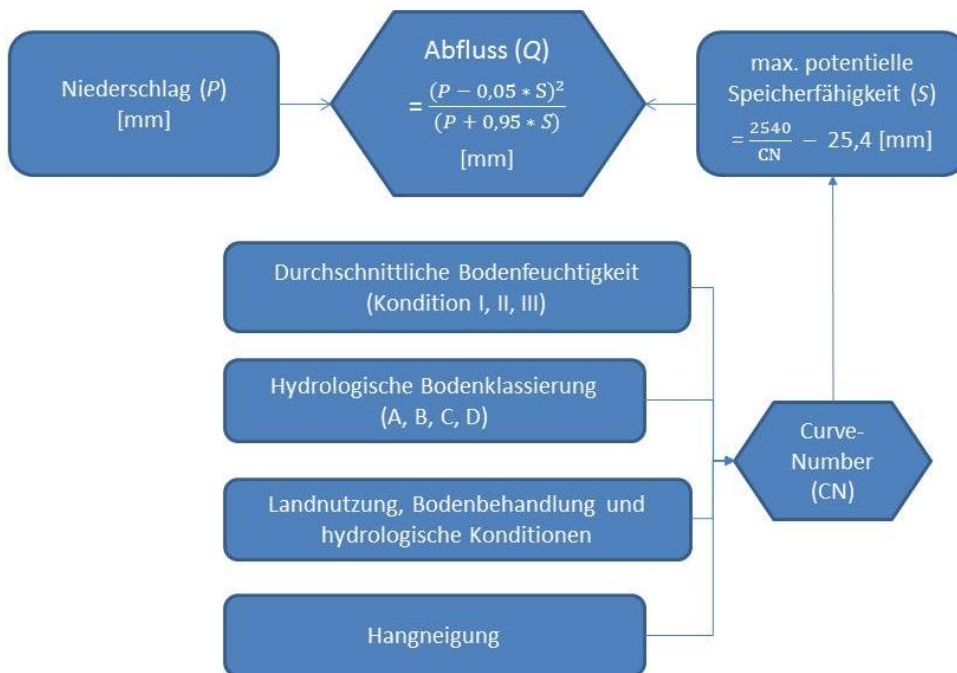 Niederschlag (P)
[mm]
Abfluss (Q)
= (P − 0,05 * S)² / (P + 0,95 * S)
[mm]
max. potentielle
Speicherfähigkeit (S)
= 2540 / CN − 25,4 [mm]
Durchschnittliche Bodenfeuchtigkeit
(Kondition I, II, III)
Hydrologische Bodenklassierung
(A, B, C, D)
Landnutzung, Bodenbehandlung und
hydrologische Konditionen
Hangneigung
Curve-
Number
(CN)